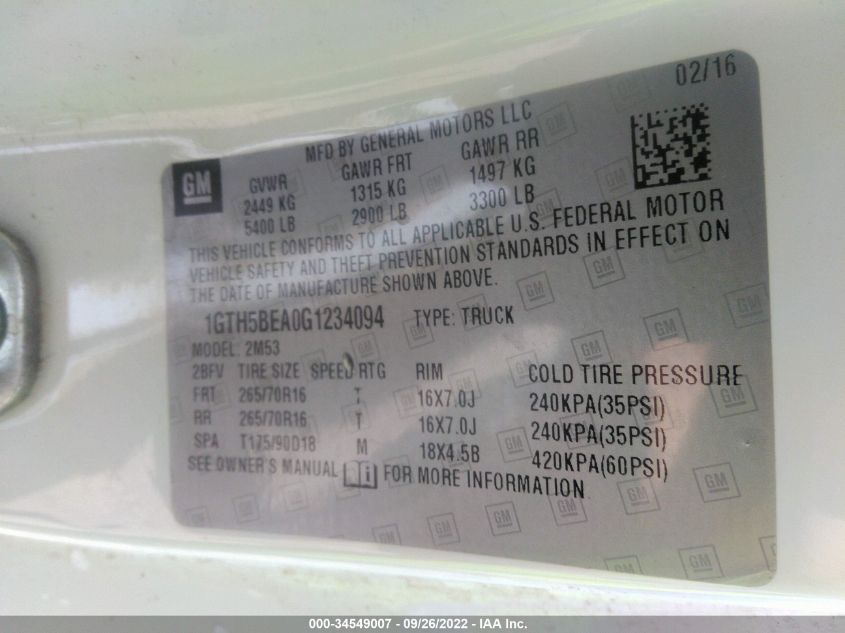 02/16
GM
MFD BY GENERAL MOTORS LLC
GVWR GAWR FRT GAWR RR
2449 KG 1315 KG 1497 KG
5400 LB 2900 LB 3300 LB
THIS VEHICLE CONFORMS TO ALL APPLICABLE U.S. FEDERAL MOTOR
VEHICLE SAFETY AND THEFT PREVENTION STANDARDS IN EFFECT ON
THE DATE OF MANUFACTURE SHOWN ABOVE.
1GTH5BEA0G1234094 TYPE: TRUCK
MODEL: 2M53
2BFV TIRE SIZE SPEED RTG RIM COLD TIRE PRESSURE
FRT 265/70R16 T 16X7.0J 240KPA(35PSI)
RR 265/70R16 T 16X7.0J 240KPA(35PSI)
SPA T175/90D18 M 18X4.5B 420KPA(60PSI)
SEE OWNER'S MANUAL FOR MORE INFORMATION.
000-34549007 - 09/26/2022 - IAA Inc.